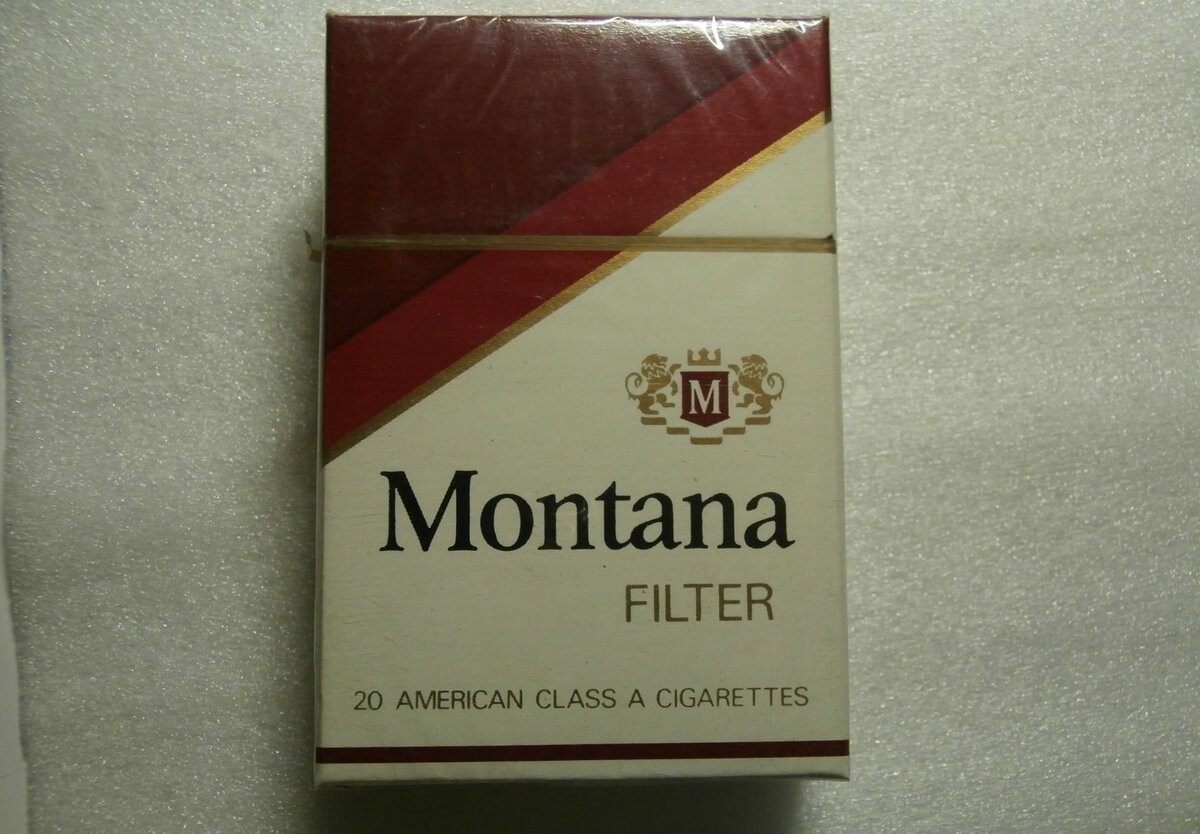 M
Montana
FILTER
20 AMERICAN CLASS A CIGARETTES